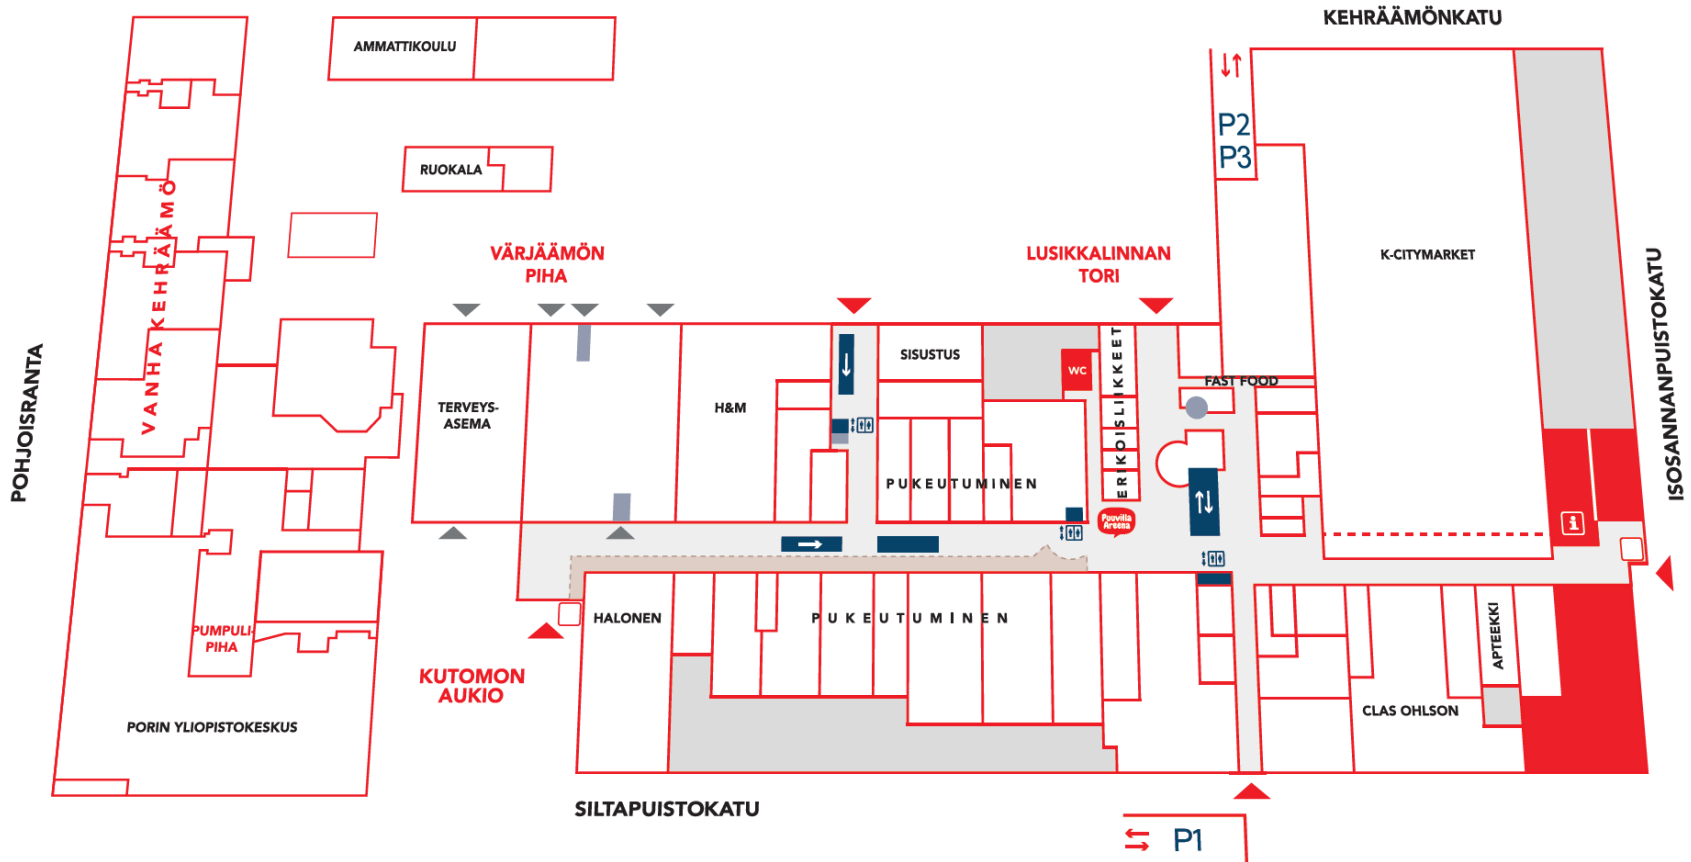 KEHRÄÄMÖNKATU
AMMATTIKOULU
P2
P3
RUOKALA
VANHA KEHRÄÄMÖ
VÄRJÄÄMÖN
PIHA
LUSIKKALINNAN
TORI
K-CITYMARKET
ISOSANNANPUISTOKATU
POHJOISRANTA
SISUSTUS
WC
ERIKOISLIIKKEET
FAST FOOD
TERVEYS-
ASEMA
H&M
PUKEUTUMINEN
Puuvilla
Areena
i
HALONEN
PUKEUTUMINEN
APTEEKKI
PUMPULI-
PIHA
KUTOMON
AUKIO
CLAS OHLSON
PORIN YLIOPISTOKESKUS
SILTAPUISTOKATU
P1